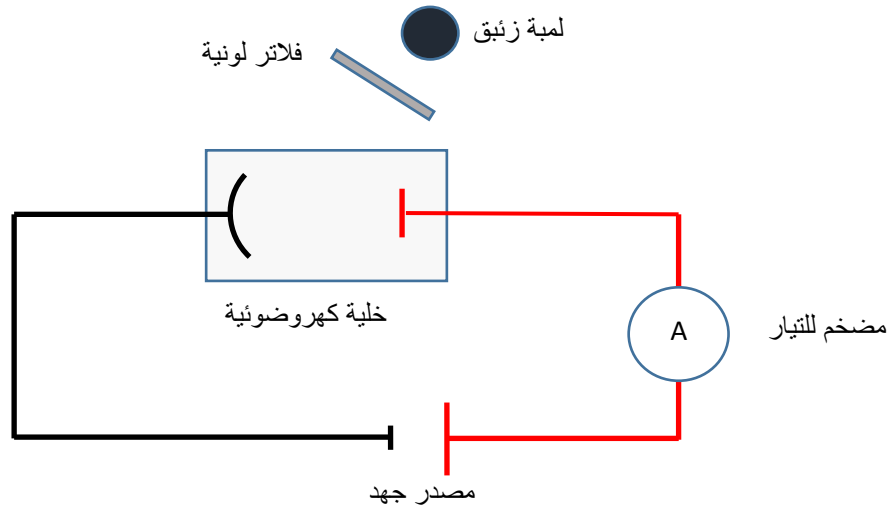 لمبة زئبق
فلاتر لونية
خلية كهروضوئية
A
مضخم للتيار
مصدر جهد